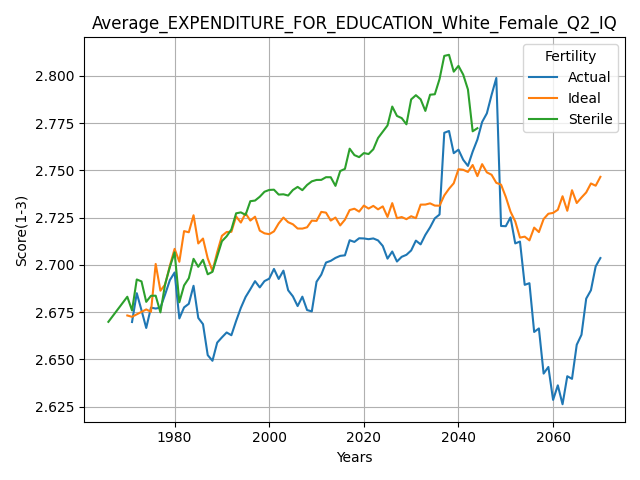 Average_EXPENDITURE_FOR_EDUCATION_White_Female_Q2_IQ
Fertility
Actual
Ideal
Sterile
Score(1-3)
2.800
2.775
2.750
2.725
2.700
2.675
2.650
2.625
1980
2000
2020
2040
2060
Years